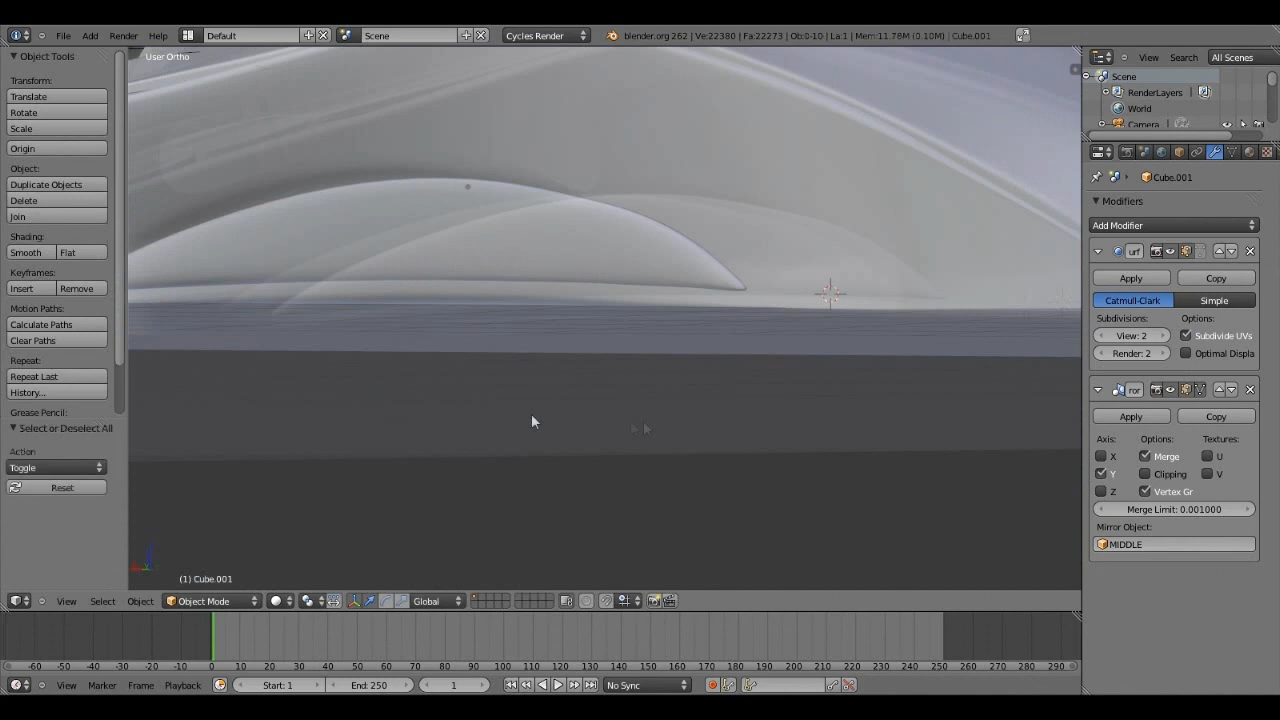 File Add Render Help Default Scene Cycles Render blender.org 262 | Ve:22380 | Fa:22273 | Ob:0-10 | La:1 | Mem:11.78M (0.10M) | Cube.001
Object Tools
User Ortho
View Search All Scenes
Transform:
Translate
Rotate
Scale
Origin
Object:
Duplicate Objects
Delete
Join
Shading:
Smooth Flat
Keyframes:
Insert Remove
Motion Paths:
Calculate Paths
Clear Paths
Repeat:
Repeat Last
History...
Grease Pencil:
Select or Deselect All
Action
Toggle
Reset
Scene
RenderLayers
World
Camera
Cube.001
Modifiers
Add Modifier
urf
Apply Copy
Catmull-Clark Simple
Subdivisions: Options:
View: 2 Subdivide UVs
Render: 2 Optimal Displa
ror
Apply Copy
Axis: Options: Textures:
X Merge U
Y Clipping V
Z Vertex Gr
Merge Limit: 0.001000
Mirror Object:
MIDDLE
(1) Cube.001
View Select Object Object Mode Global
-60 -50 -40 -30 -20 -10 0 10 20 30 40 50 60 70 80 90 100 110 120 130 140 150 160 170 180 190 200 210 220 230 240 250 260 270 280 290
View Marker Frame Playback Start: 1 End: 250 1 No Sync